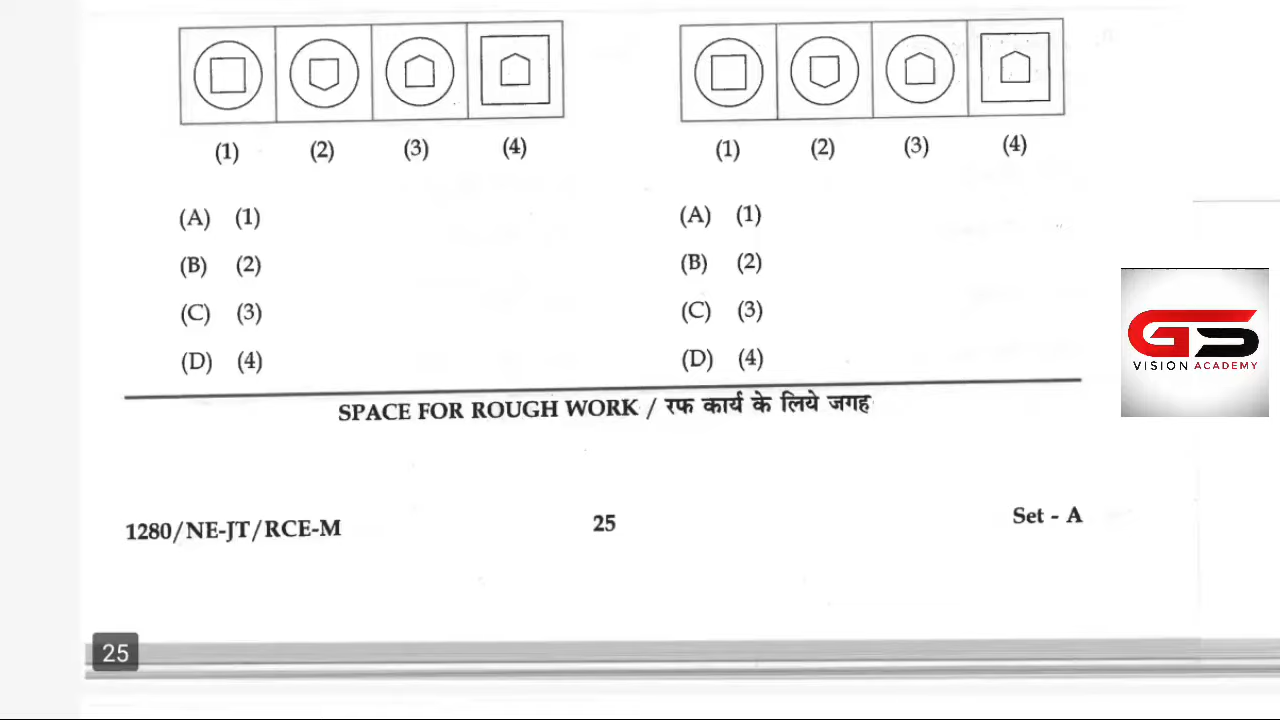 (1) (2) (3) (4)
(A) (1)
(B) (2)
(C) (3)
(D) (4)
(1) (2) (3) (4)
(A) (1)
(B) (2)
(C) (3)
(D) (4)
SPACE FOR ROUGH WORK / रफ कार्य के लिये जगह
1280/NE-JT/RCE-M 25 Set - A
25
GS
VISION ACADEMY